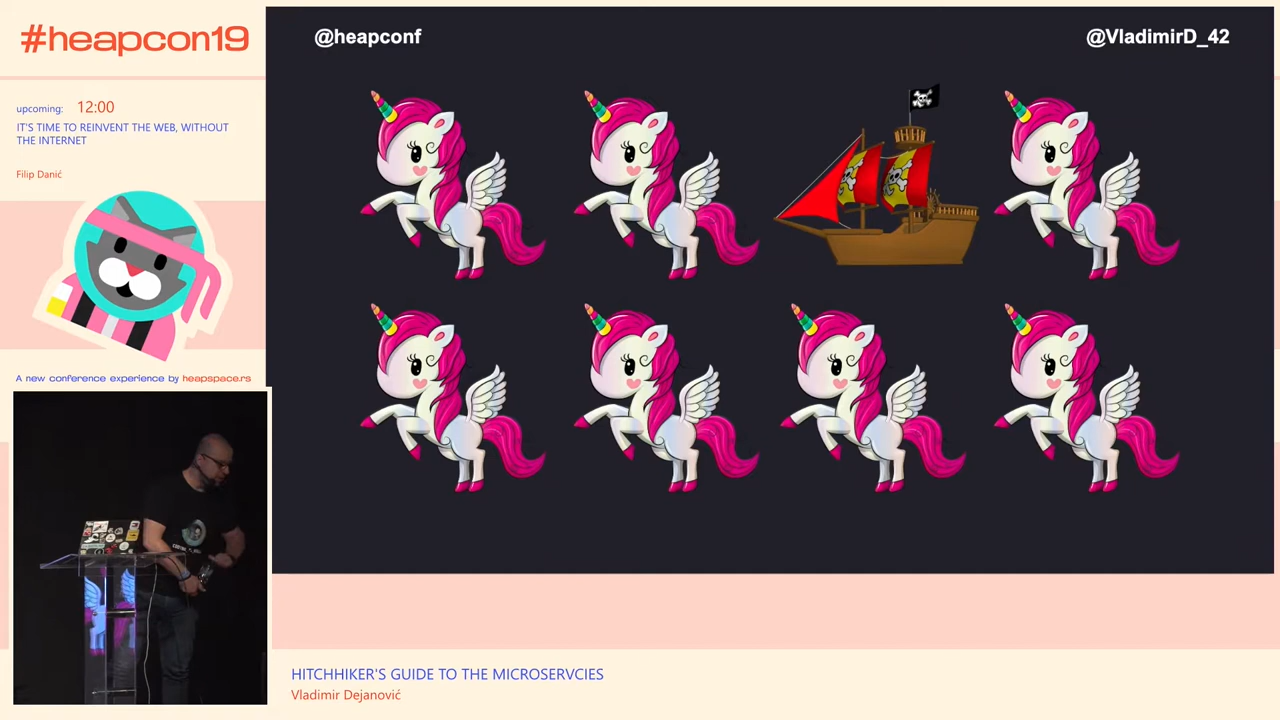 #heapcon19
upcoming: 12:00
IT'S TIME TO REINVENT THE WEB, WITHOUT
THE INTERNET
Filip Danić
A new conference experience by heapspace.rs
@heapconf
@VladimirD_42
HITCHHIKER'S GUIDE TO THE MICROSERVCIES
Vladimir Dejanović